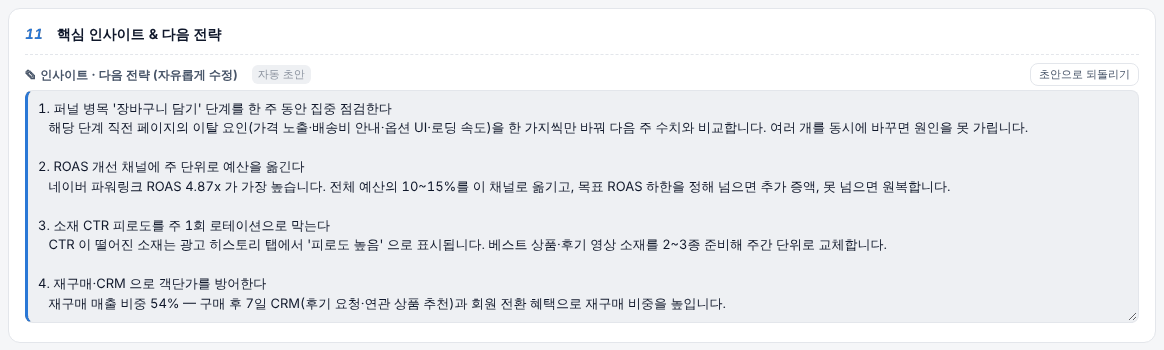 11 핵심 인사이트 & 다음 전략
✎ 인사이트 · 다음 전략 (자유롭게 수정) 자동 초안 초안으로 되돌리기
1. 퍼널 병목 '장바구니 담기' 단계를 한 주 동안 집중 점검한다
해당 단계 직전 페이지의 이탈 요인(가격 노출·배송비 안내·옵션 UI·로딩 속도)을 한 가지씩만 바꿔 다음 주 수치와 비교합니다. 여러 개를 동시에 바꾸면 원인을 못 가립니다.
2. ROAS 개선 채널에 주 단위로 예산을 옮긴다
네이버 파워링크 ROAS 4.87x 가 가장 높습니다. 전체 예산의 10~15%를 이 채널로 옮기고, 목표 ROAS 하한을 정해 넘으면 추가 증액, 못 넘으면 원복합니다.
3. 소재 CTR 피로도를 주 1회 로테이션으로 막는다
CTR 이 떨어진 소재는 광고 히스토리 탭에서 '피로도 높음' 으로 표시됩니다. 베스트 상품·후기 영상 소재를 2~3종 준비해 주간 단위로 교체합니다.
4. 재구매·CRM 으로 객단가를 방어한다
재구매 매출 비중 54% — 구매 후 7일 CRM(후기 요청·연관 상품 추천)과 회원 전환 혜택으로 재구매 비중을 높입니다.